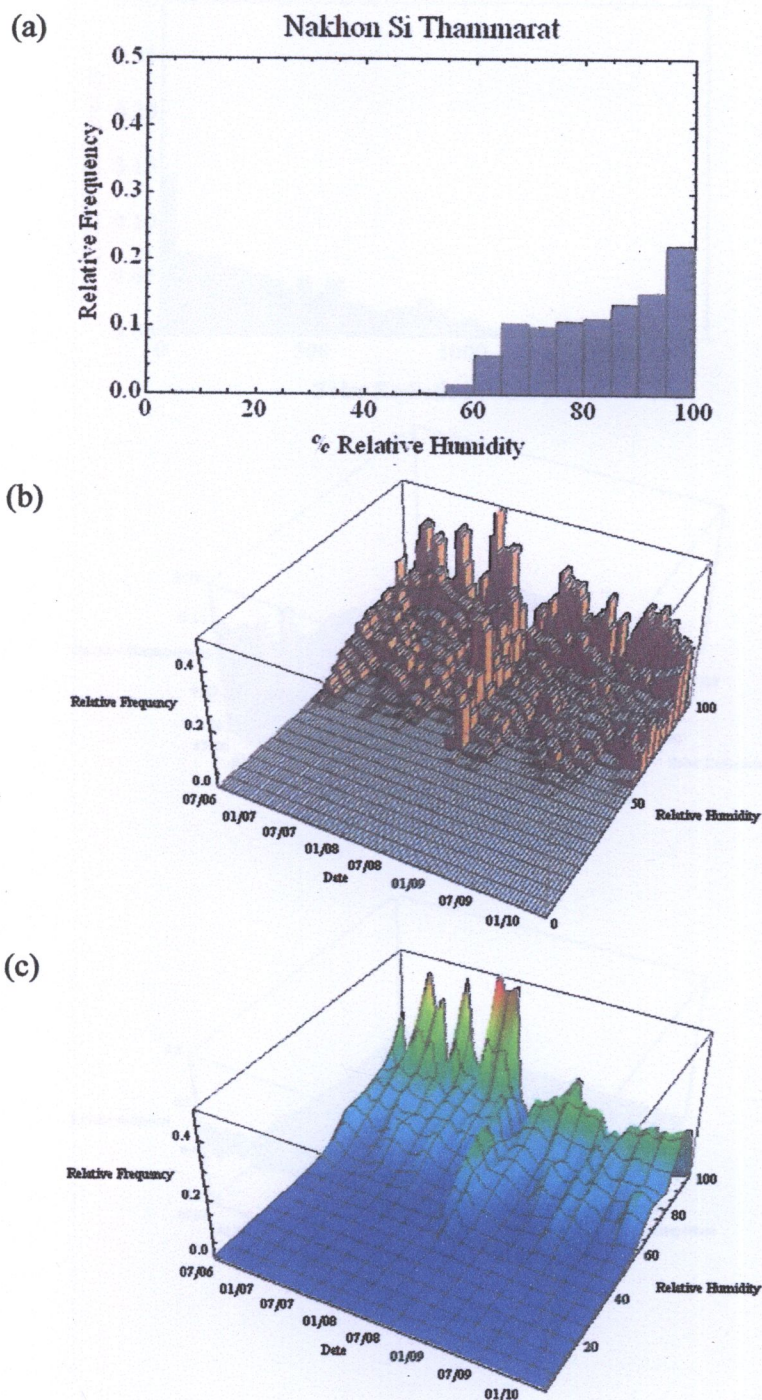 (a)
Nakhon Si Thammarat
Relative Frequency
0.5
0.4
0.3
0.2
0.1
0.0
0 20 40 60 80 100
% Relative Humidity
(b)
0.4
Relative Frequency
0.2
0.0
07/06
01/07
07/07
01/08
07/08
Date
01/09
07/09
01/10
0
50
100
Relative Humidity
(c)
0.4
Relative Frequency
0.2
0.0
07/06
01/07
07/07
01/08
07/08
Date
01/09
07/09
01/10
20
40
60
80
100
Relative Humidity